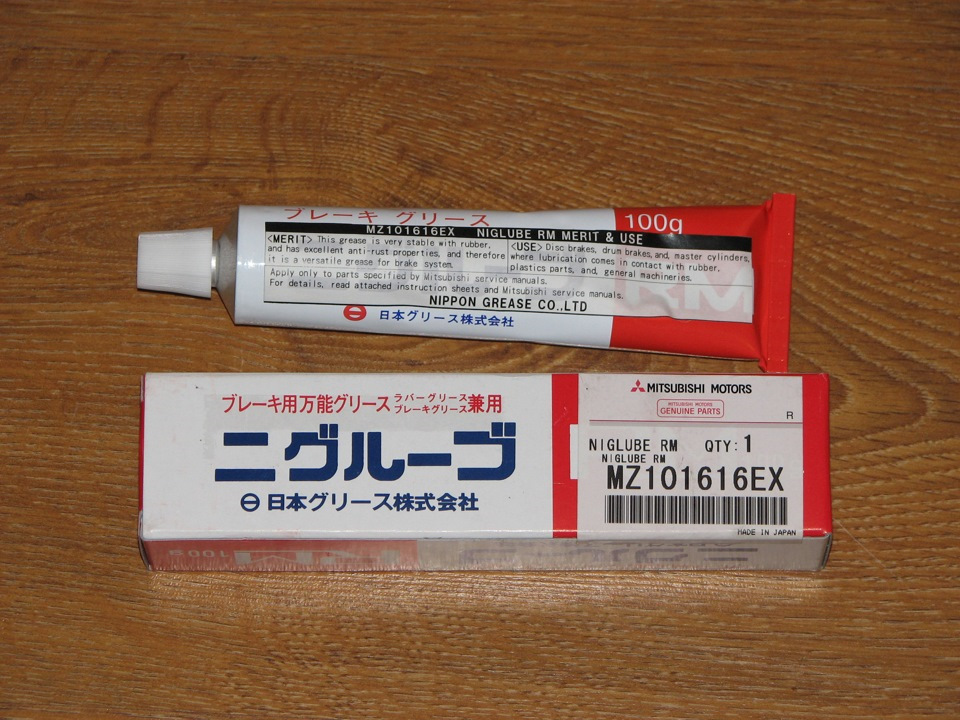 ブレーキ グリース
100g
MZ101616EX NIGLUBE RM MERIT & USE
<MERIT> This grease is very stable with rubber,
and has excellent anti-rust properties, and therefore
it is a versatile grease for brake system.
<USE> Disc brakes, drum brakes, and, master cylinders,
where lubrication comes in contact with rubber,
plastics parts, and, general machineries.
Apply only to parts specified by Mitsubishi service manuals.
For details, read attached instruction sheets and Mitsubishi service manuals.
RM
NIPPON GREASE CO.,LTD
日本グリース株式会社
ブレーキ用万能グリース ラバーグリース ブレーキグリース 兼用
ニグルーブ
日本グリース株式会社
MITSUBISHI MOTORS
MITSUBISHI MOTORS
GENUINE PARTS
R
NIGLUBE RM QTY: 1
NIGLUBE RM
MZ101616EX
MADE IN JAPAN
100g
RM
ニグルーブ